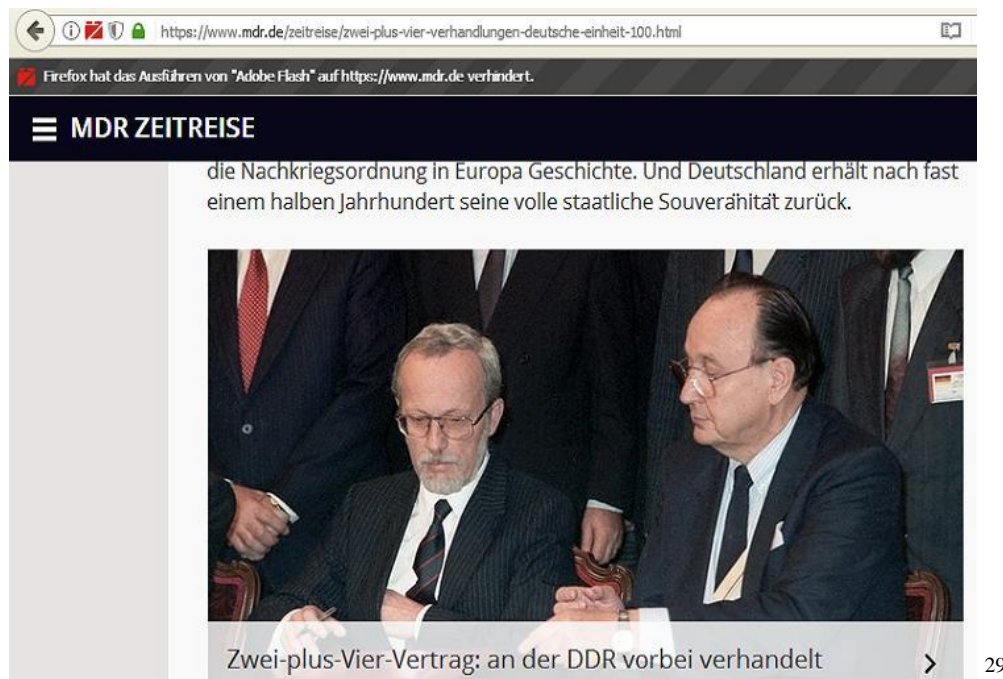 https://www.mdr.de/zeitreise/zwei-plus-vier-verhandlungen-deutsche-einheit-100.html
Firefox hat das Ausführen von "Adobe Flash" auf https://www.mdr.de verhindert.
MDR ZEITREISE
die Nachkriegsordnung in Europa Geschichte. Und Deutschland erhält nach fast
einem halben Jahrhundert seine volle staatliche Souveränität zurück.
Zwei-plus-Vier-Vertrag: an der DDR vorbei verhandelt
29